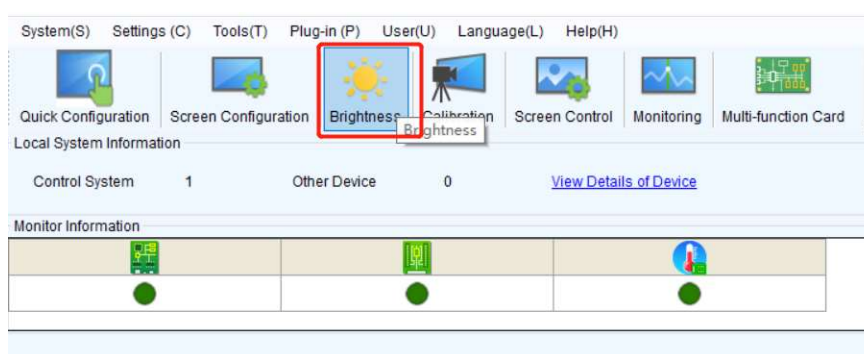 System(S) Settings (C) Tools(T) Plug-in (P) User(U) Language(L) Help(H)
Quick Configuration Screen Configuration Brightness Calibration Screen Control Monitoring Multi-function Card
Brightness
Local System Information
Control System 1 Other Device 0 View Details of Device
Monitor Information